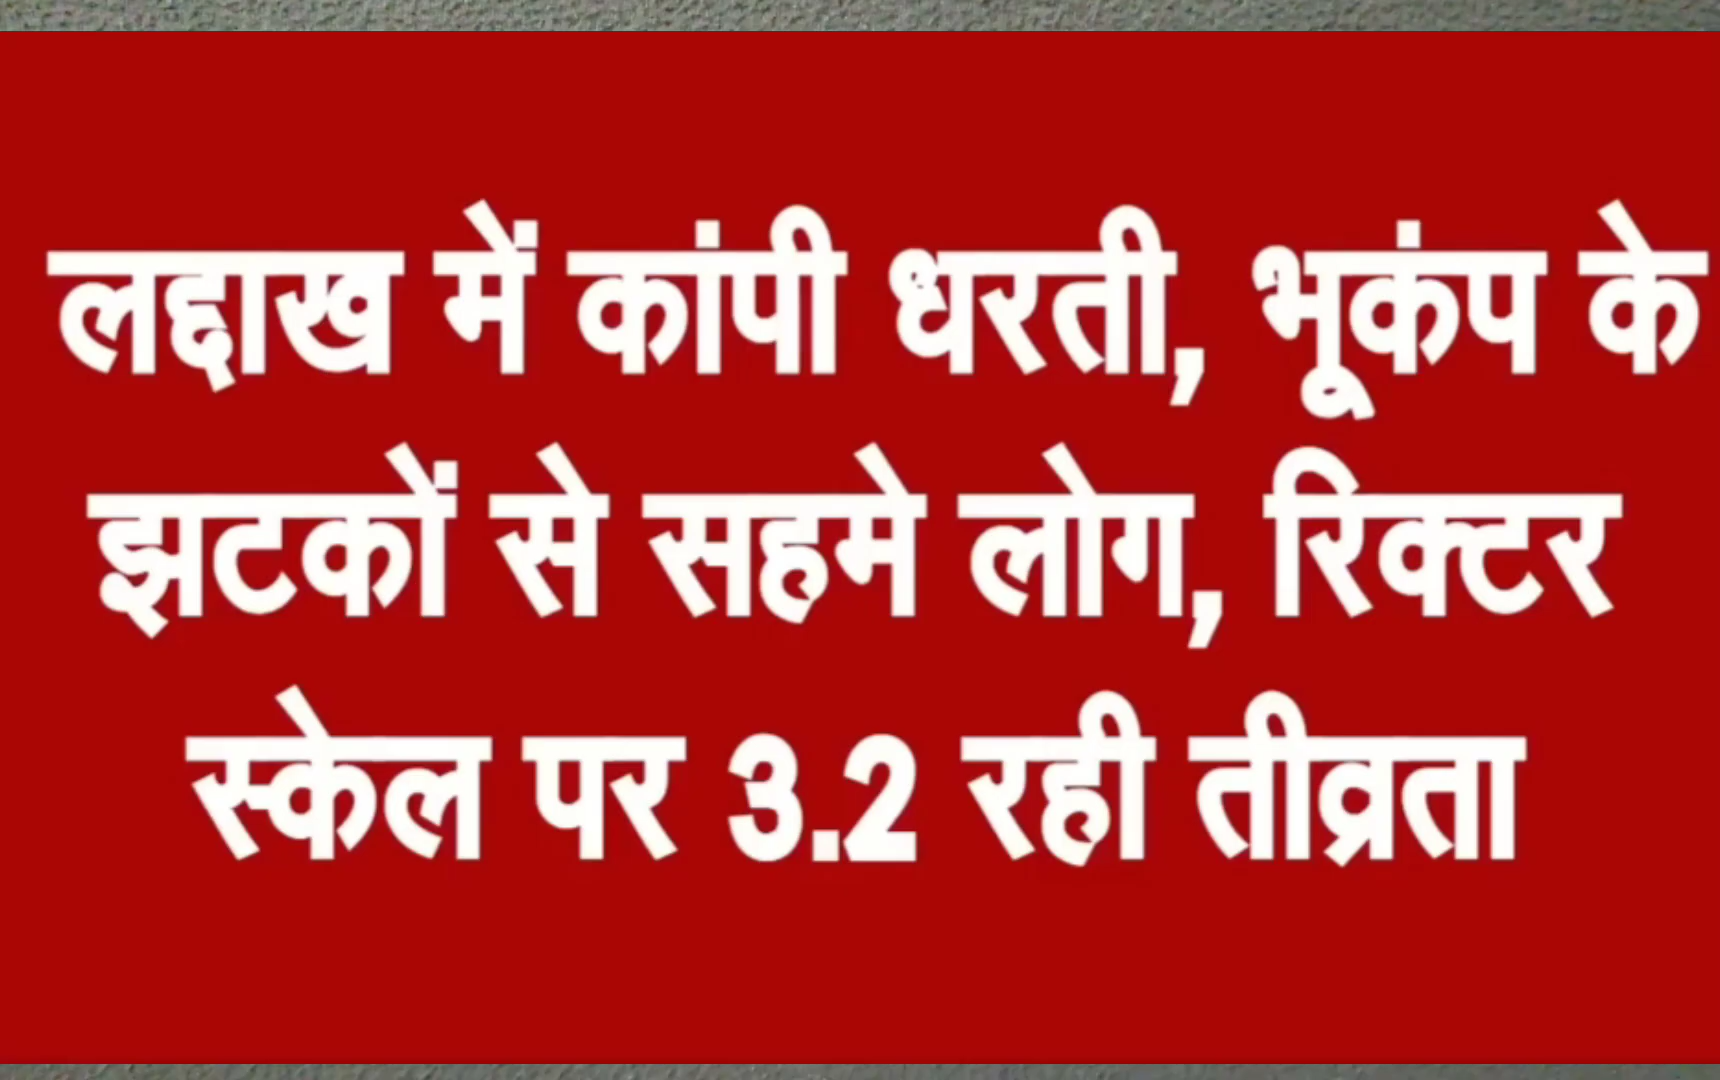 लद्दाख में कांपी धरती, भूकंप के
झटकों से सहमे लोग, रिक्टर
स्केल पर 3.2 रही तीव्रता